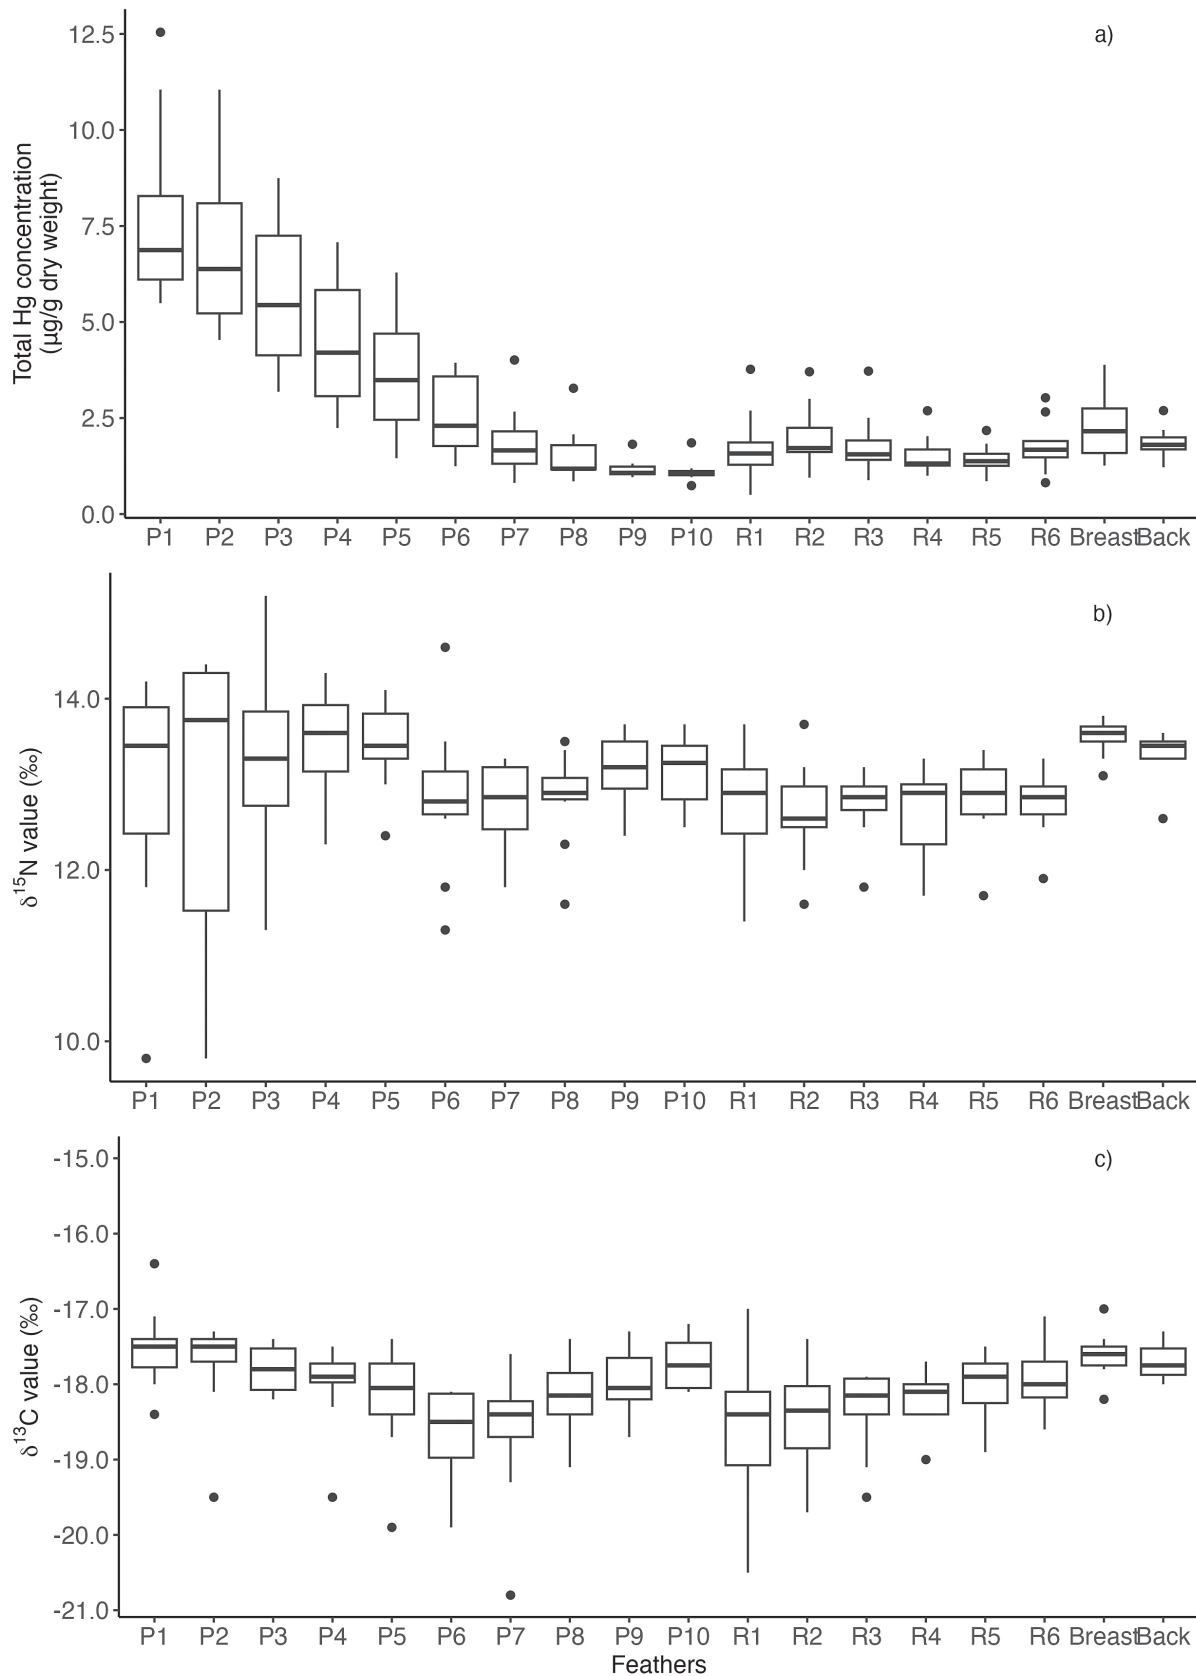 a)
12.5
10.0
7.5
5.0
2.5
0.0
Total Hg concentration
(µg/g dry weight)
P1 P2 P3 P4 P5 P6 P7 P8 P9 P10 R1 R2 R3 R4 R5 R6 Breast Back
b)
14.0
12.0
10.0
δ¹⁵N value (‰)
P1 P2 P3 P4 P5 P6 P7 P8 P9 P10 R1 R2 R3 R4 R5 R6 Breast Back
c)
-15.0
-16.0
-17.0
-18.0
-19.0
-20.0
-21.0
δ¹³C value (‰)
P1 P2 P3 P4 P5 P6 P7 P8 P9 P10 R1 R2 R3 R4 R5 R6 Breast Back
Feathers